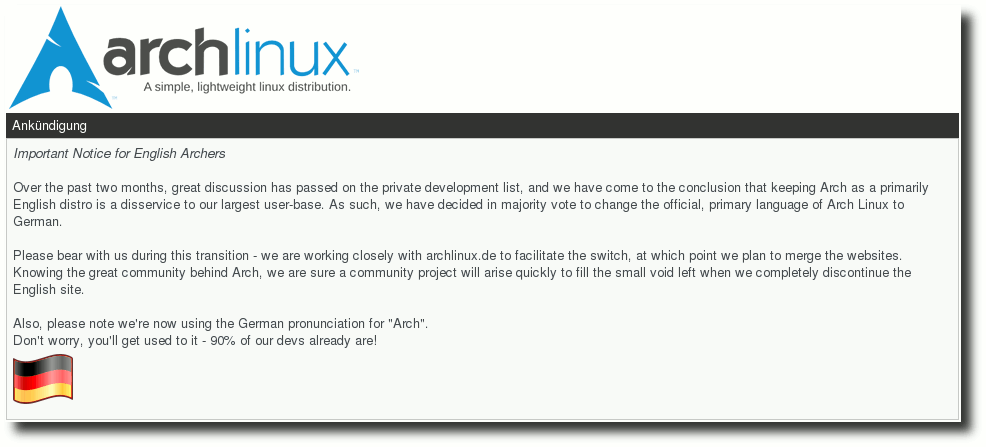 archlinux
A simple, lightweight linux distribution.
Ankündigung
Important Notice for English Archers
Over the past two months, great discussion has passed on the private development list, and we have come to the conclusion that keeping Arch as a primarily
English distro is a disservice to our largest user-base. As such, we have decided in majority vote to change the official, primary language of Arch Linux to
German.
Please bear with us during this transition - we are working closely with archlinux.de to facilitate the switch, at which point we plan to merge the websites.
Knowing the great community behind Arch, we are sure a community project will arise quickly to fill the small void left when we completely discontinue the
English site.
Also, please note we're now using the German pronunciation for "Arch".
Don't worry, you'll get used to it - 90% of our devs already are!